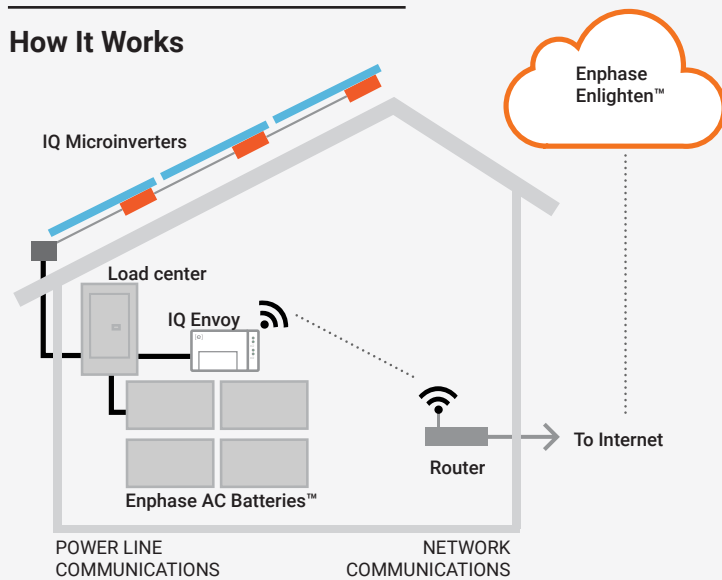 How It Works
Enphase
Enlighten™
IQ Microinverters
Load center
IQ Envoy
To Internet
Router
Enphase AC Batteries™
POWER LINE
COMMUNICATIONS
NETWORK
COMMUNICATIONS